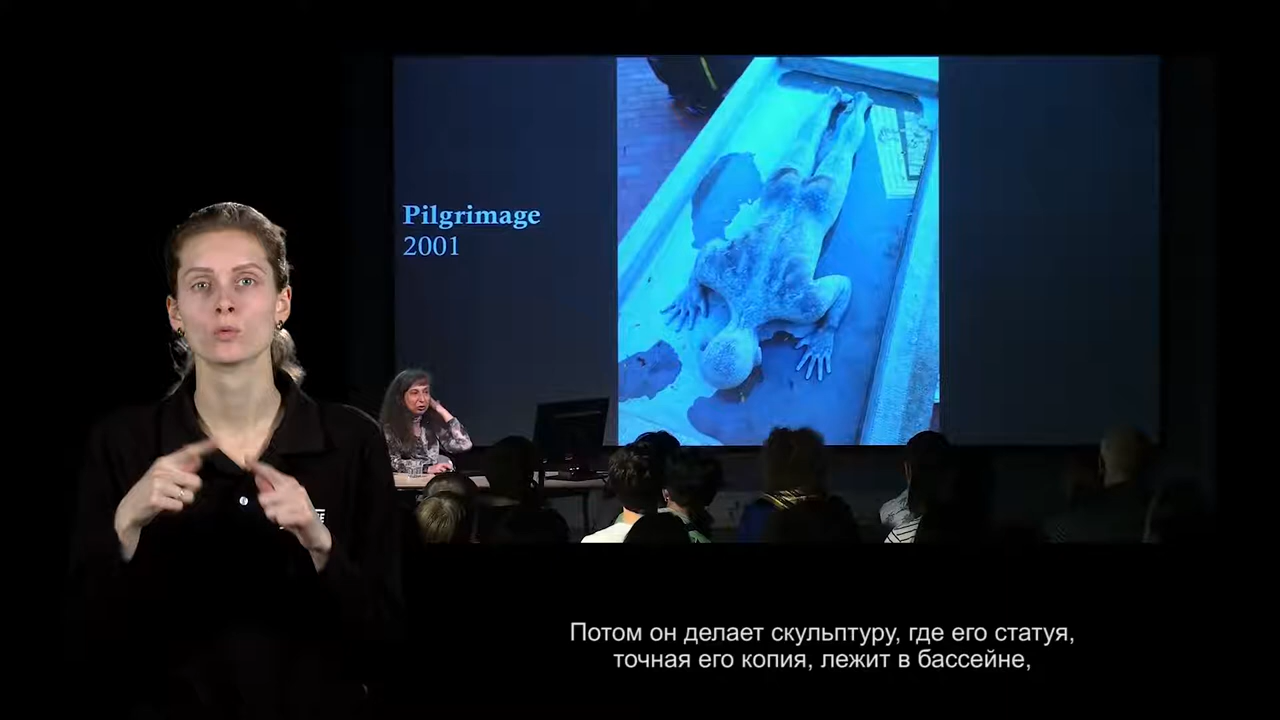 Pilgrimage
2001
Потом он делает скульптуру, где его статуя,
точная его копия, лежит в бассейне,